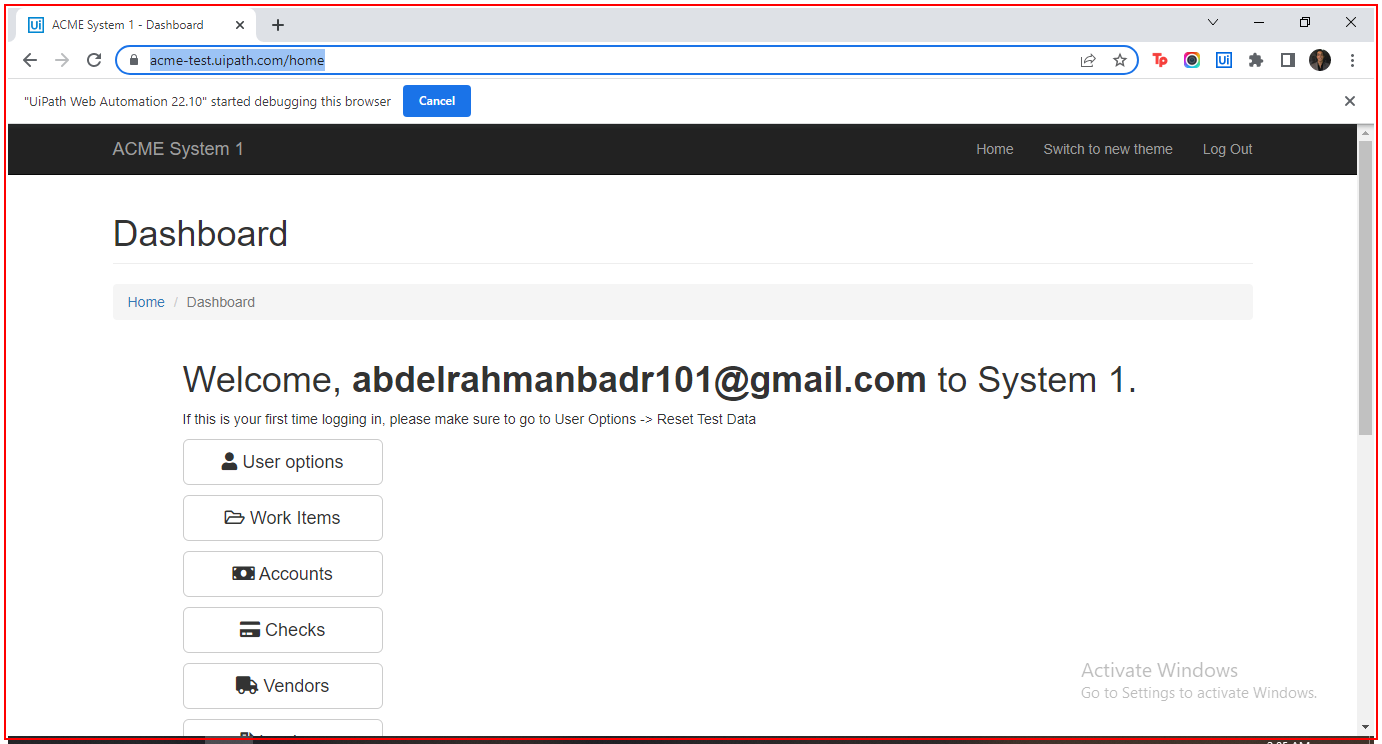 Ui ACME System 1 - Dashboard
acme-test.uipath.com/home
Tp
Ui
"UiPath Web Automation 22.10" started debugging this browser Cancel
ACME System 1 Home Switch to new theme Log Out
Dashboard
Home / Dashboard
Welcome, abdelrahmanbadr101@gmail.com to System 1.
If this is your first time logging in, please make sure to go to User Options -> Reset Test Data
User options
Work Items
Accounts
Checks
Vendors
Activate Windows
Go to Settings to activate Windows.